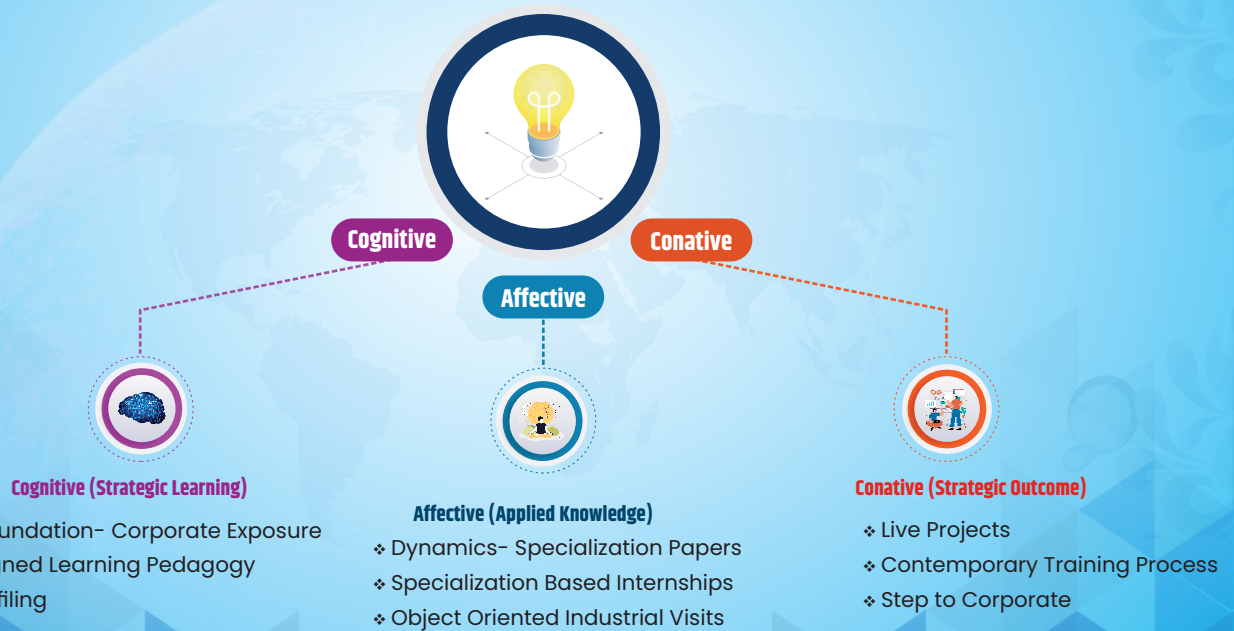 Cognitive
Conative
Affective
Cognitive (Strategic Learning)
undation- Corporate Exposure
gned Learning Pedagogy
filing
Affective (Applied Knowledge)
❖ Dynamics- Specialization Papers
❖ Specialization Based Internships
❖ Object Oriented Industrial Visits
Conative (Strategic Outcome)
❖ Live Projects
❖ Contemporary Training Process
❖ Step to Corporate